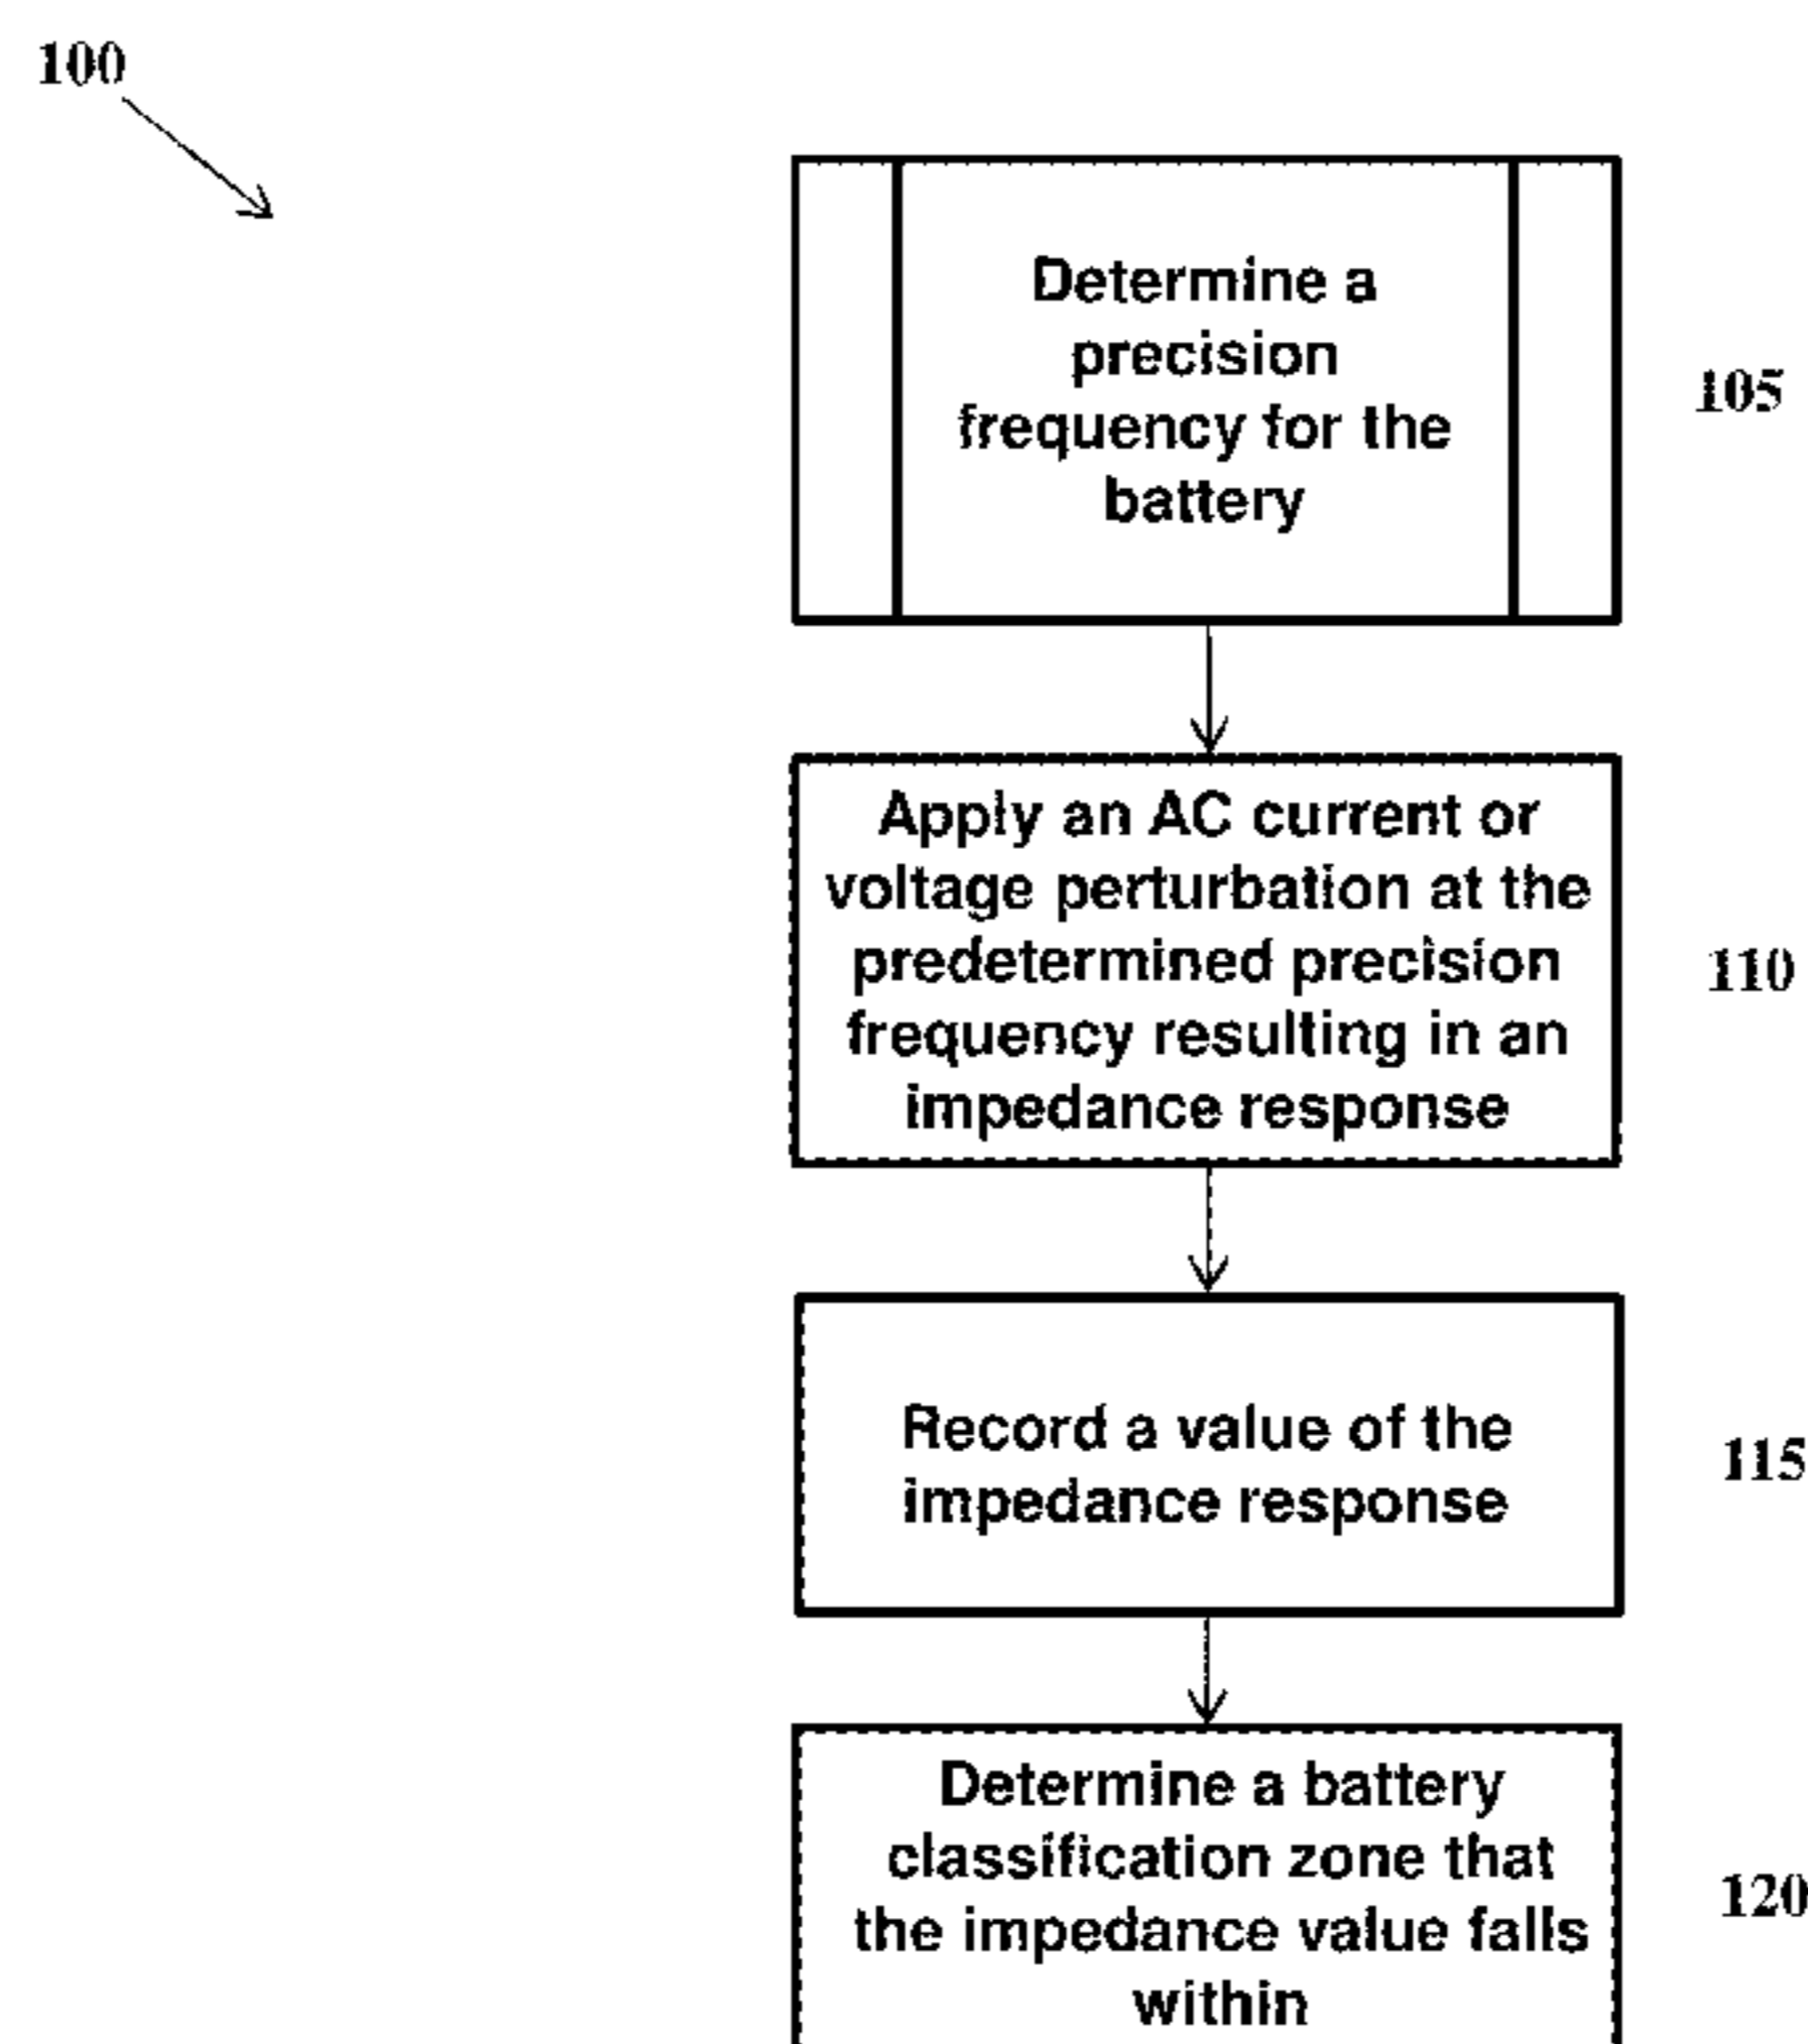 100
Determine a
precision
frequency for the
battery
105
Apply an AC current or
voltage perturbation at the
predetermined precision
frequency resulting in an
impedance response
110
Record a value of the
impedance response
115
Determine a battery
classification zone that
the impedance value falls
within
120